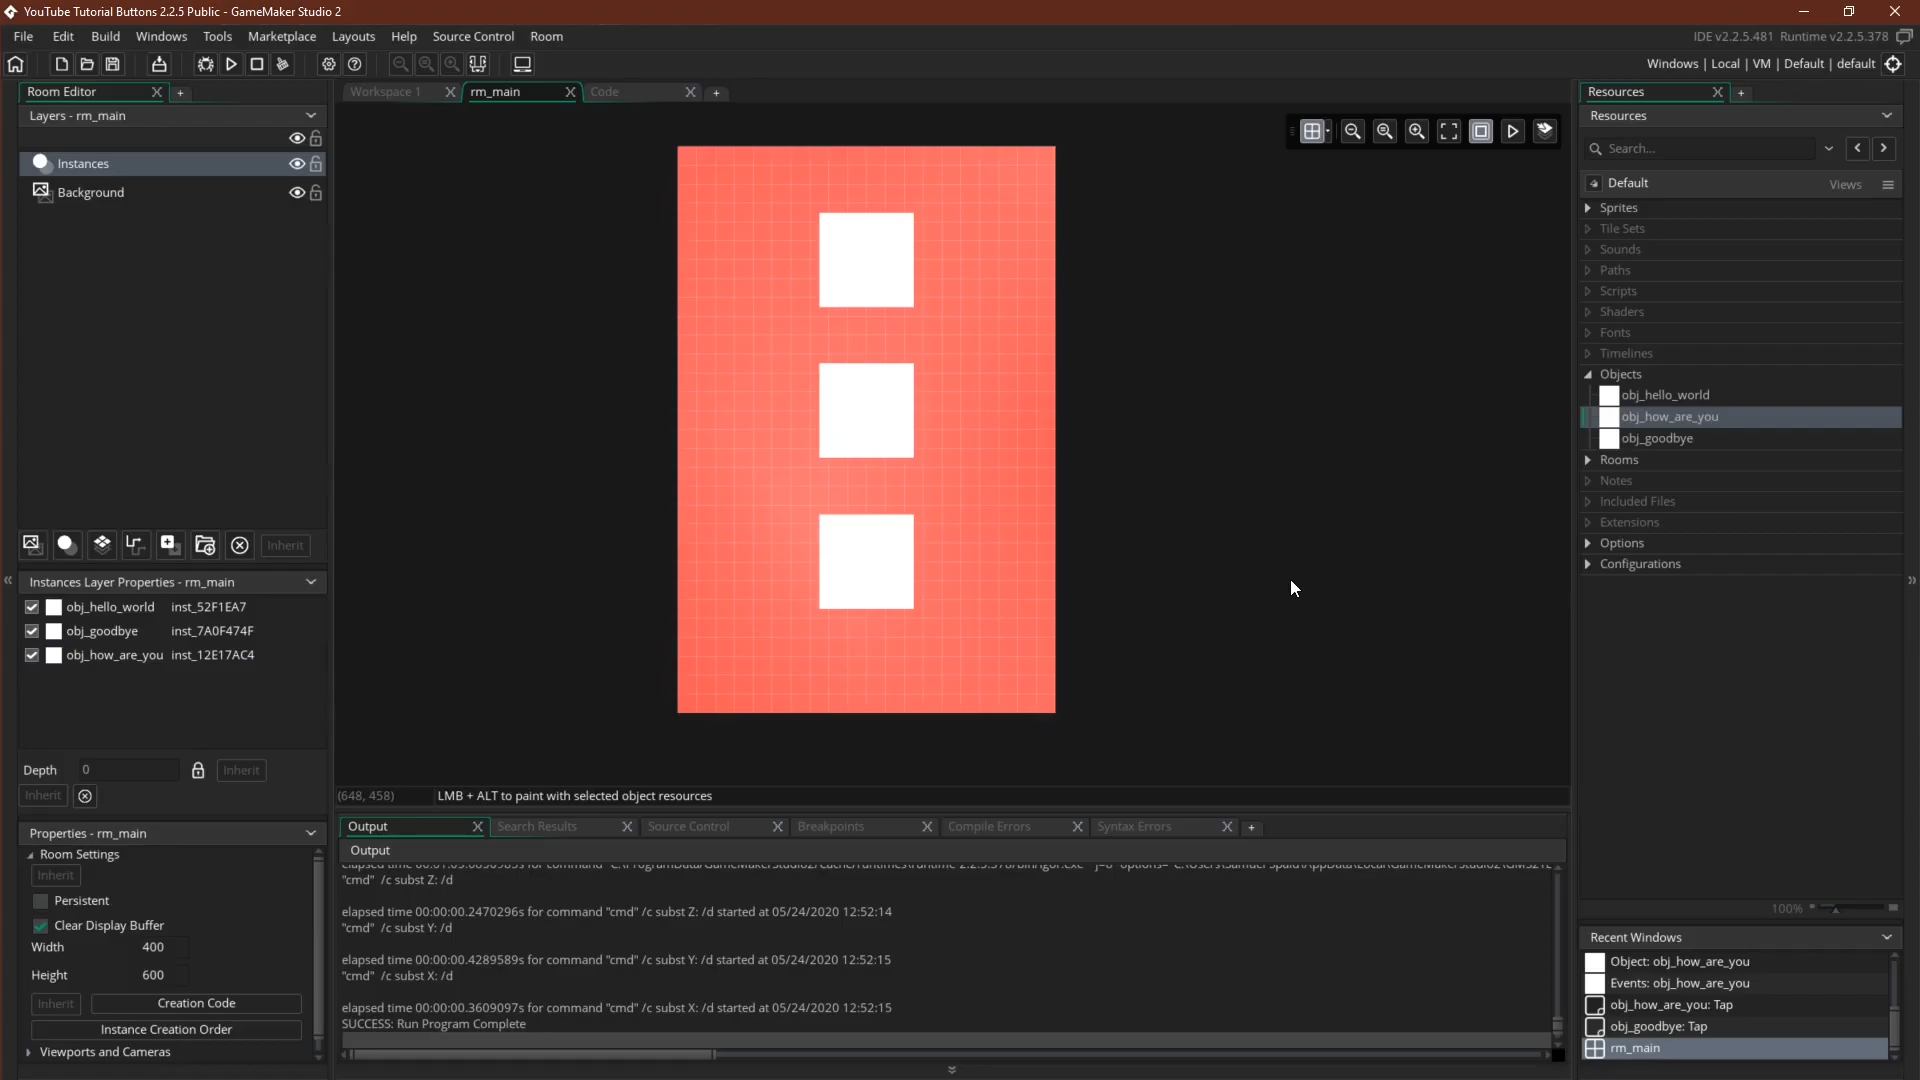 YouTube Tutorial Buttons 2.2.5 Public - GameMaker Studio 2
File Edit Build Windows Tools Marketplace Layouts Help Source Control Room
IDE v2.2.5.481 Runtime v2.2.5.378
Windows | Local | VM | Default | default
Room Editor
Layers - rm_main
Instances
Background
Inherit
Instances Layer Properties - rm_main
obj_hello_world inst_52F1EA7
obj_goodbye inst_7A0F474F
obj_how_are_you inst_12E17AC4
Depth 0 Inherit
Inherit
Properties - rm_main
Room Settings
Inherit
Persistent
Clear Display Buffer
Width 400
Height 600
Inherit Creation Code
Instance Creation Order
Viewports and Cameras
Workspace 1 rm_main Code
(648, 458) LMB + ALT to paint with selected object resources
Output Search Results Source Control Breakpoints Compile Errors Syntax Errors
Output
"cmd" /c subst Z: /d
elapsed time 00:00:00.2470296s for command "cmd" /c subst Z: /d started at 05/24/2020 12:52:14
"cmd" /c subst Y: /d
elapsed time 00:00:00.4289589s for command "cmd" /c subst Y: /d started at 05/24/2020 12:52:15
"cmd" /c subst X: /d
elapsed time 00:00:00.3609097s for command "cmd" /c subst X: /d started at 05/24/2020 12:52:15
SUCCESS: Run Program Complete
Resources
Resources
Search...
Default Views
Sprites
Tile Sets
Sounds
Paths
Scripts
Shaders
Fonts
Timelines
Objects
obj_hello_world
obj_how_are_you
obj_goodbye
Rooms
Notes
Included Files
Extensions
Options
Configurations
100%
Recent Windows
Object: obj_how_are_you
Events: obj_how_are_you
obj_how_are_you: Tap
obj_goodbye: Tap
rm_main